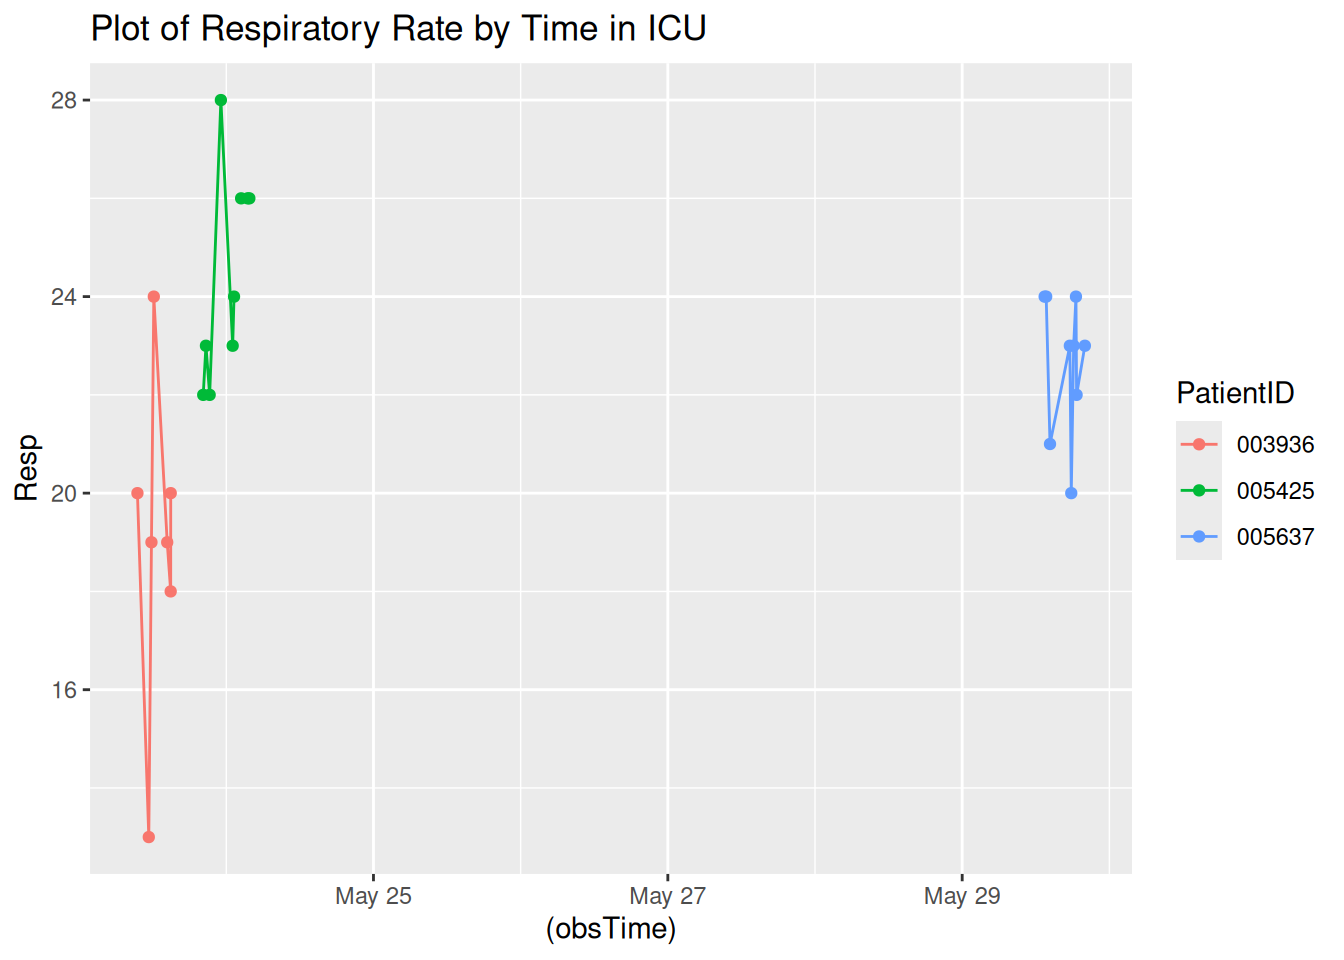 Plot of Respiratory Rate by Time in ICU
28
24
20
16
Resp
May 25
May 27
May 29
(obsTime)
PatientID
003936
005425
005637